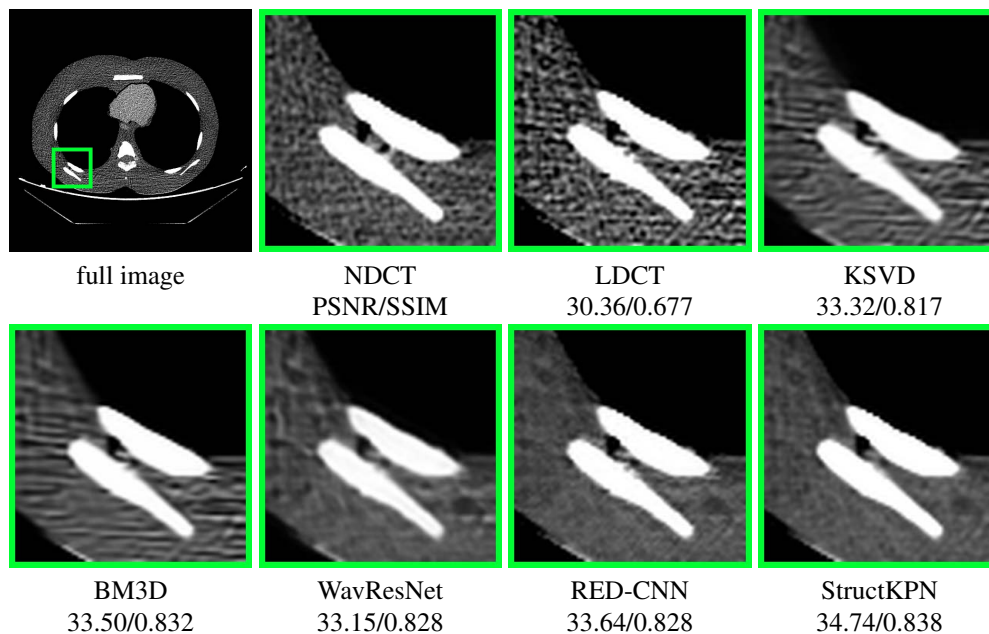 full image
NDCT
PSNR/SSIM
LDCT
30.36/0.677
KSVD
33.32/0.817
BM3D
33.50/0.832
WavResNet
33.15/0.828
RED-CNN
33.64/0.828
StructKPN
34.74/0.838